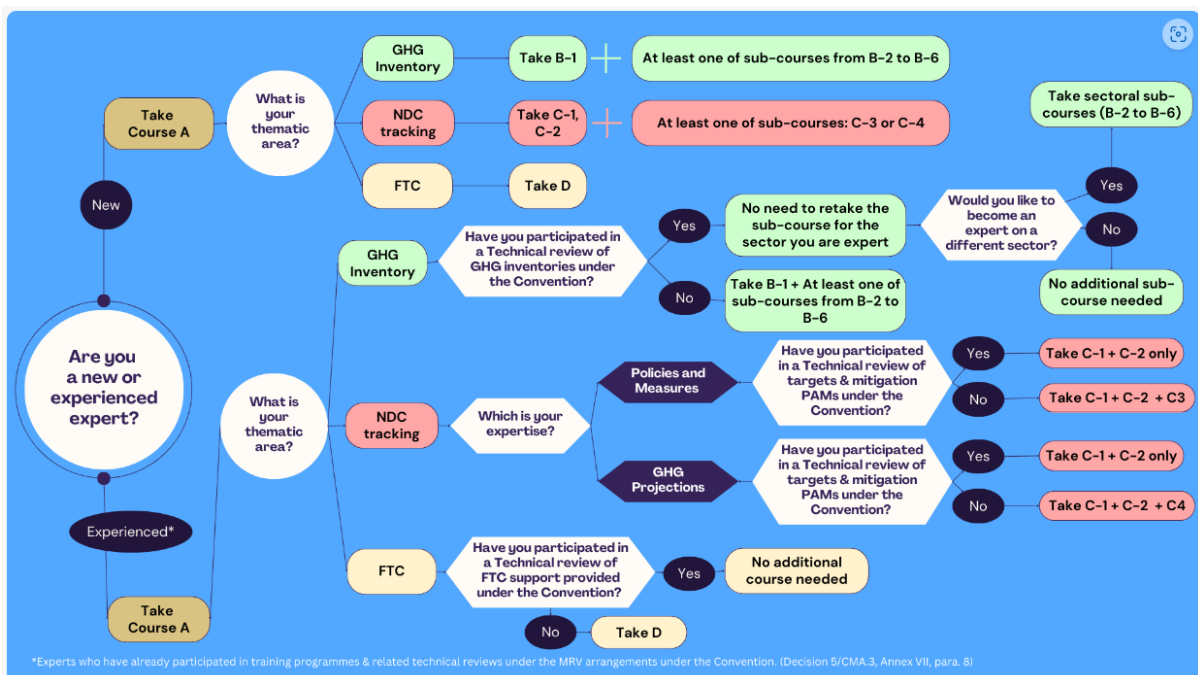 Are you
a new or
experienced
expert?
New
Take
Course A
What is
your
thematic
area?
GHG
Inventory
Take B-1
At least one of sub-courses from B-2 to B-6
NDC
tracking
Take C-1,
C-2
At least one of sub-courses: C-3 or C-4
FTC
Take D
Experienced*
Take
Course A
What is
your
thematic
area?
GHG
Inventory
Have you participated in
a Technical review of
GHG inventories under
the Convention?
Yes
No need to retake the
sub-course for the
sector you are expert
Would you like to
become an
expert on a
different sector?
Yes
Take sectoral sub-
courses (B-2 to B-6)
No
No additional sub-
course needed
No
Take B-1 + At least one of
sub-courses from B-2 to
B-6
NDC
tracking
Which is your
expertise?
Policies and
Measures
Have you participated
in a Technical review of
targets & mitigation
PAMs under the
Convention?
Yes
Take C-1 + C-2 only
No
Take C-1 + C-2 + C3
GHG
Projections
Have you participated
in a Technical review of
targets & mitigation
PAMs under the
Convention?
Yes
Take C-1 + C-2 only
No
Take C-1 + C-2 + C4
FTC
Have you participated in
a Technical review of
FTC support provided
under the Convention?
Yes
No additional
course needed
No
Take D
*Experts who have already participated in training programmes & related technical reviews under the MRV arrangements under the Convention. (Decision 5/CMA.3, Annex VII, para. 8)